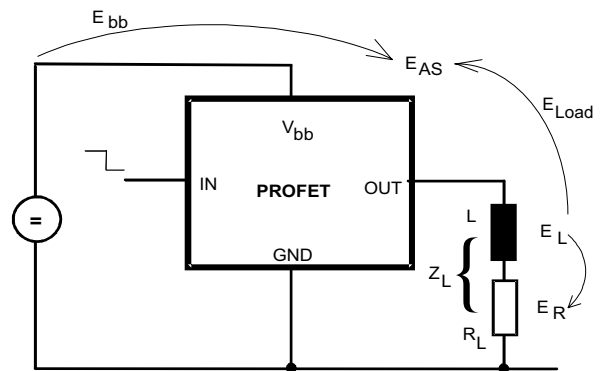 E bb
E AS
E Load
V bb
IN
PROFET
OUT
=
L
E L
GND
Z L
{
E R
R L